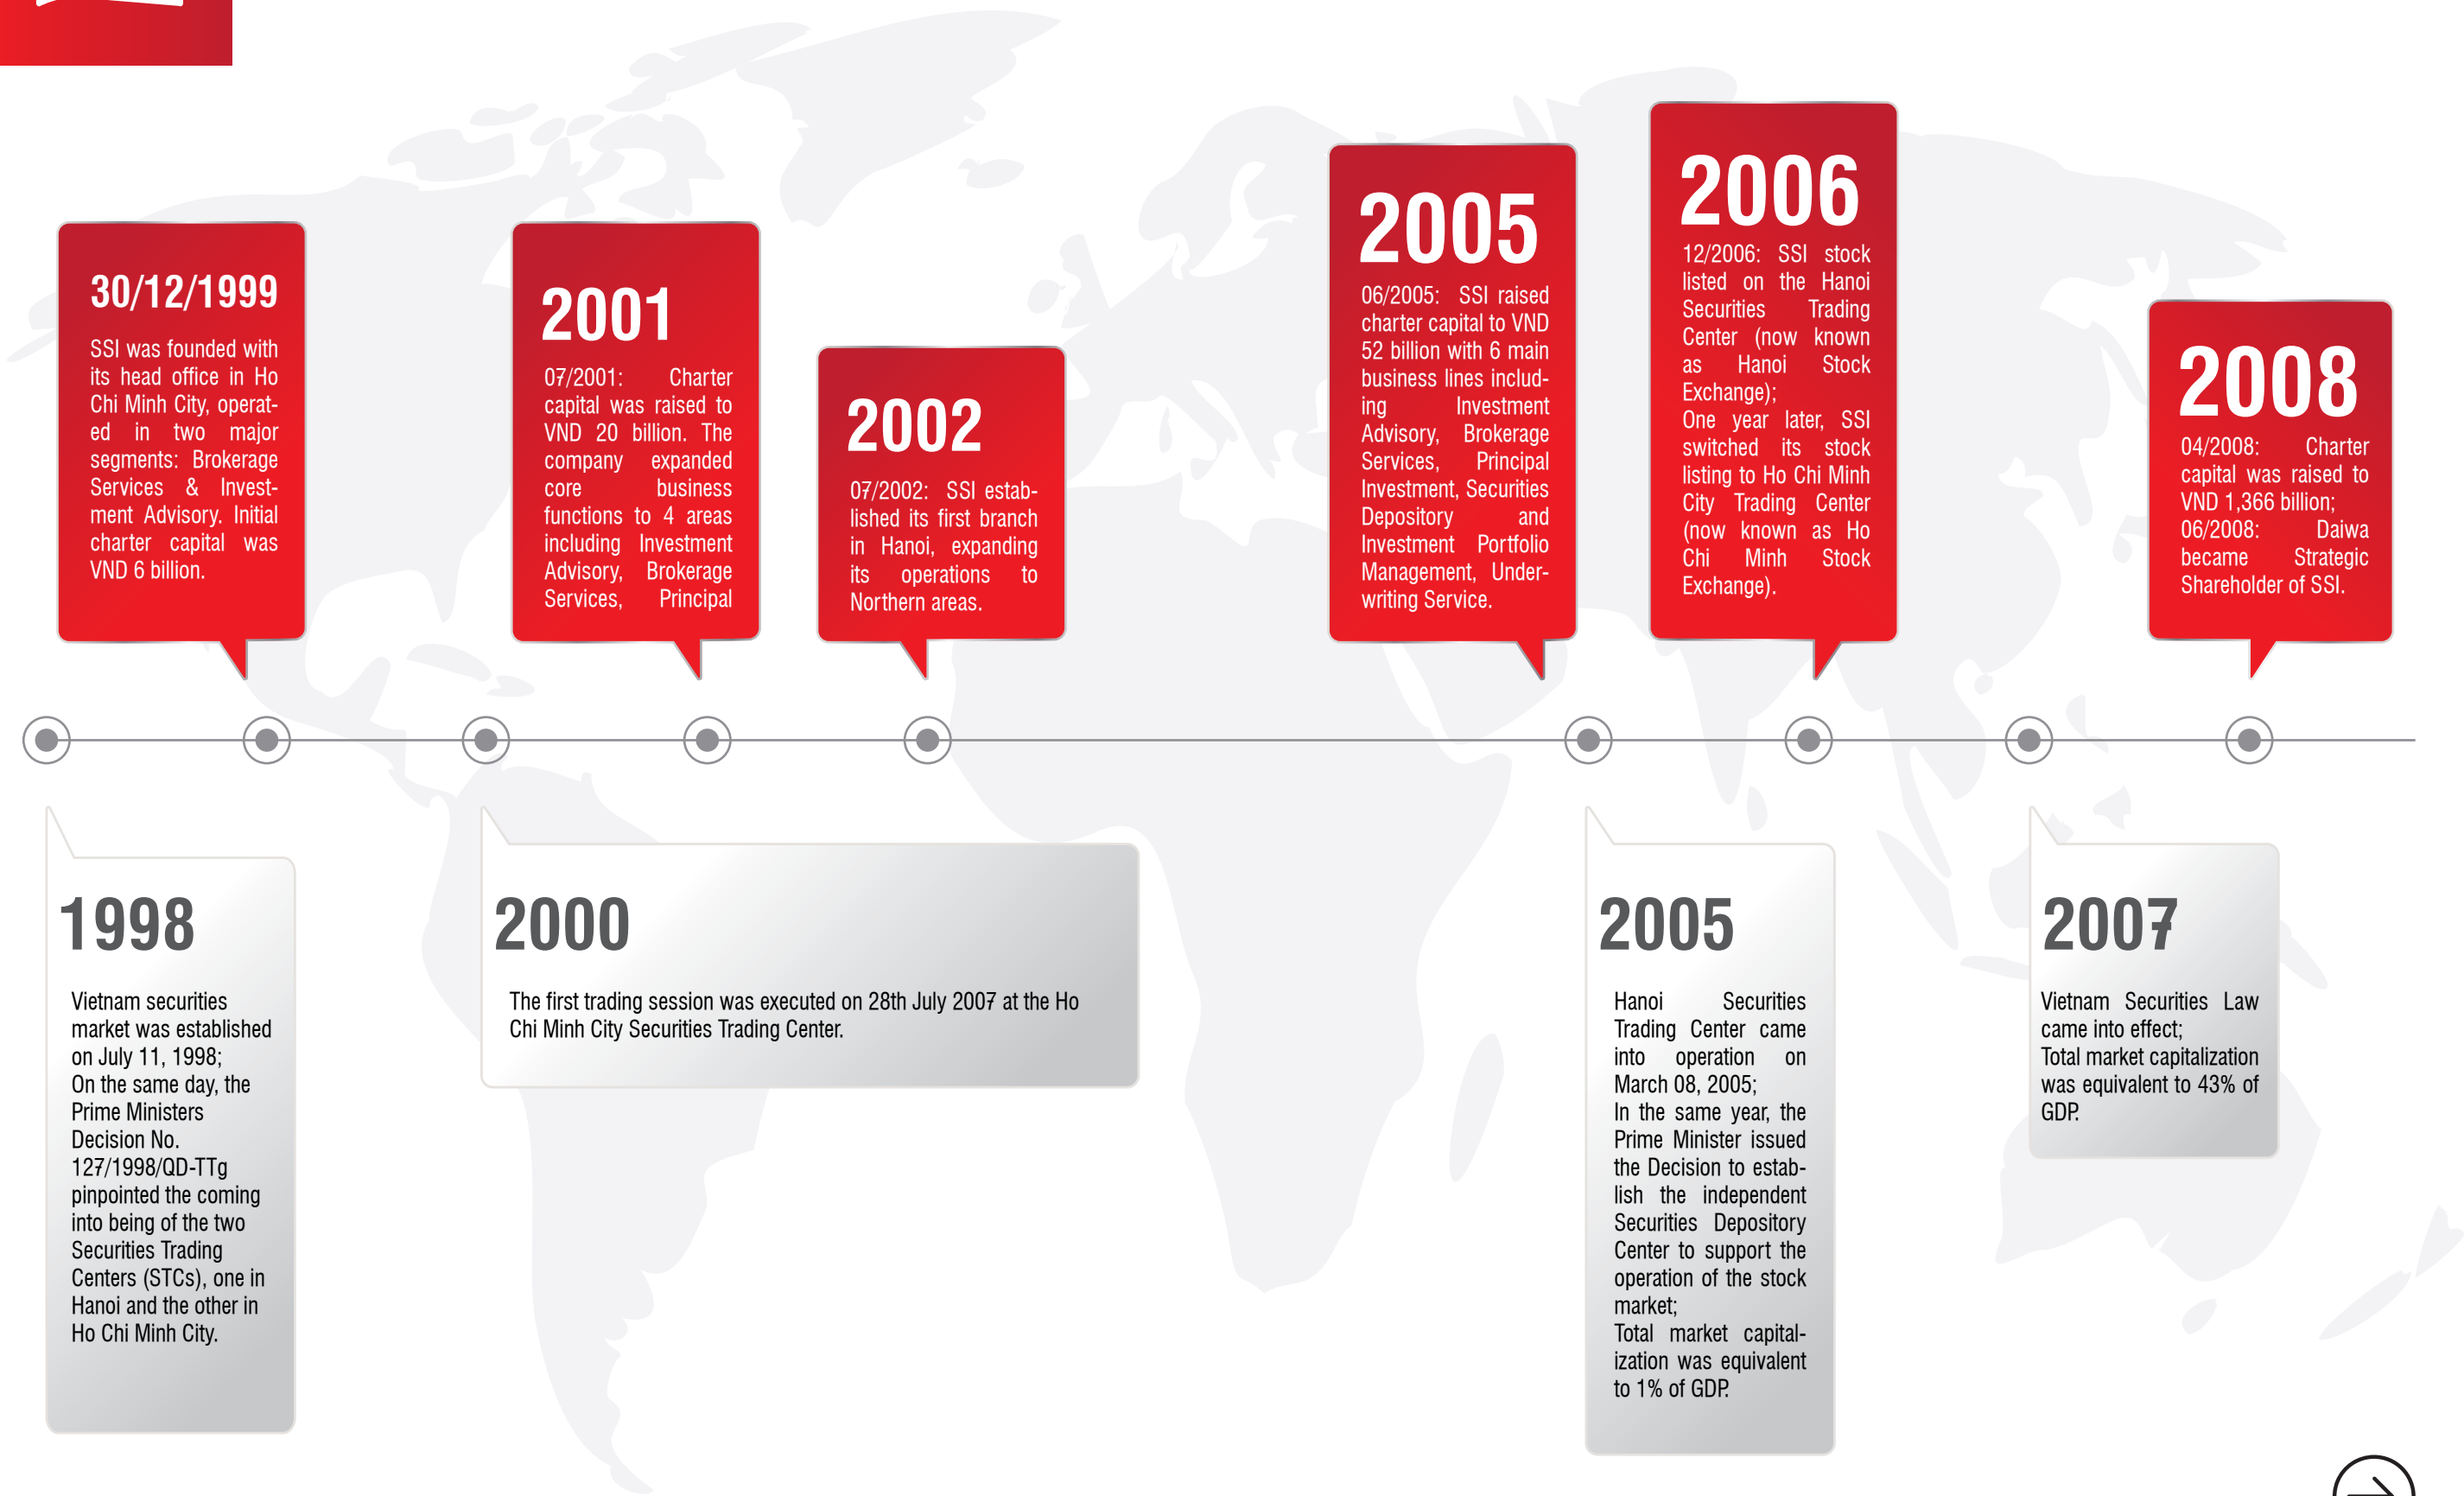 30/12/1999
SSI was founded with
its head office in Ho
Chi Minh City, operat-
ed in two major
segments: Brokerage
Services & Invest-
ment Advisory. Initial
charter capital was
VND 6 billion.
2001
07/2001: Charter
capital was raised to
VND 20 billion. The
company expanded
core business
functions to 4 areas
including Investment
Advisory, Brokerage
Services, Principal
2002
07/2002: SSI estab-
lished its first branch
in Hanoi, expanding
its operations to
Northern areas.
2005
06/2005: SSI raised
charter capital to VND
52 billion with 6 main
business lines includ-
ing Investment
Advisory, Brokerage
Services, Principal
Investment, Securities
Depository and
Investment Portfolio
Management, Under-
writing Service.
2006
12/2006: SSI stock
listed on the Hanoi
Securities Trading
Center (now known
as Hanoi Stock
Exchange);
One year later, SSI
switched its stock
listing to Ho Chi Minh
City Trading Center
(now known as Ho
Chi Minh Stock
Exchange).
2008
04/2008: Charter
capital was raised to
VND 1,366 billion;
06/2008: Daiwa
became Strategic
Shareholder of SSI.
1998
Vietnam securities
market was established
on July 11, 1998;
On the same day, the
Prime Ministers
Decision No.
127/1998/QD-TTg
pinpointed the coming
into being of the two
Securities Trading
Centers (STCs), one in
Hanoi and the other in
Ho Chi Minh City.
2000
The first trading session was executed on 28th July 2007 at the Ho
Chi Minh City Securities Trading Center.
2005
Hanoi Securities
Trading Center came
into operation on
March 08, 2005;
In the same year, the
Prime Minister issued
the Decision to estab-
lish the independent
Securities Depository
Center to support the
operation of the stock
market;
Total market capital-
ization was equivalent
to 1% of GDP.
2007
Vietnam Securities Law
came into effect;
Total market capitalization
was equivalent to 43% of
GDP.